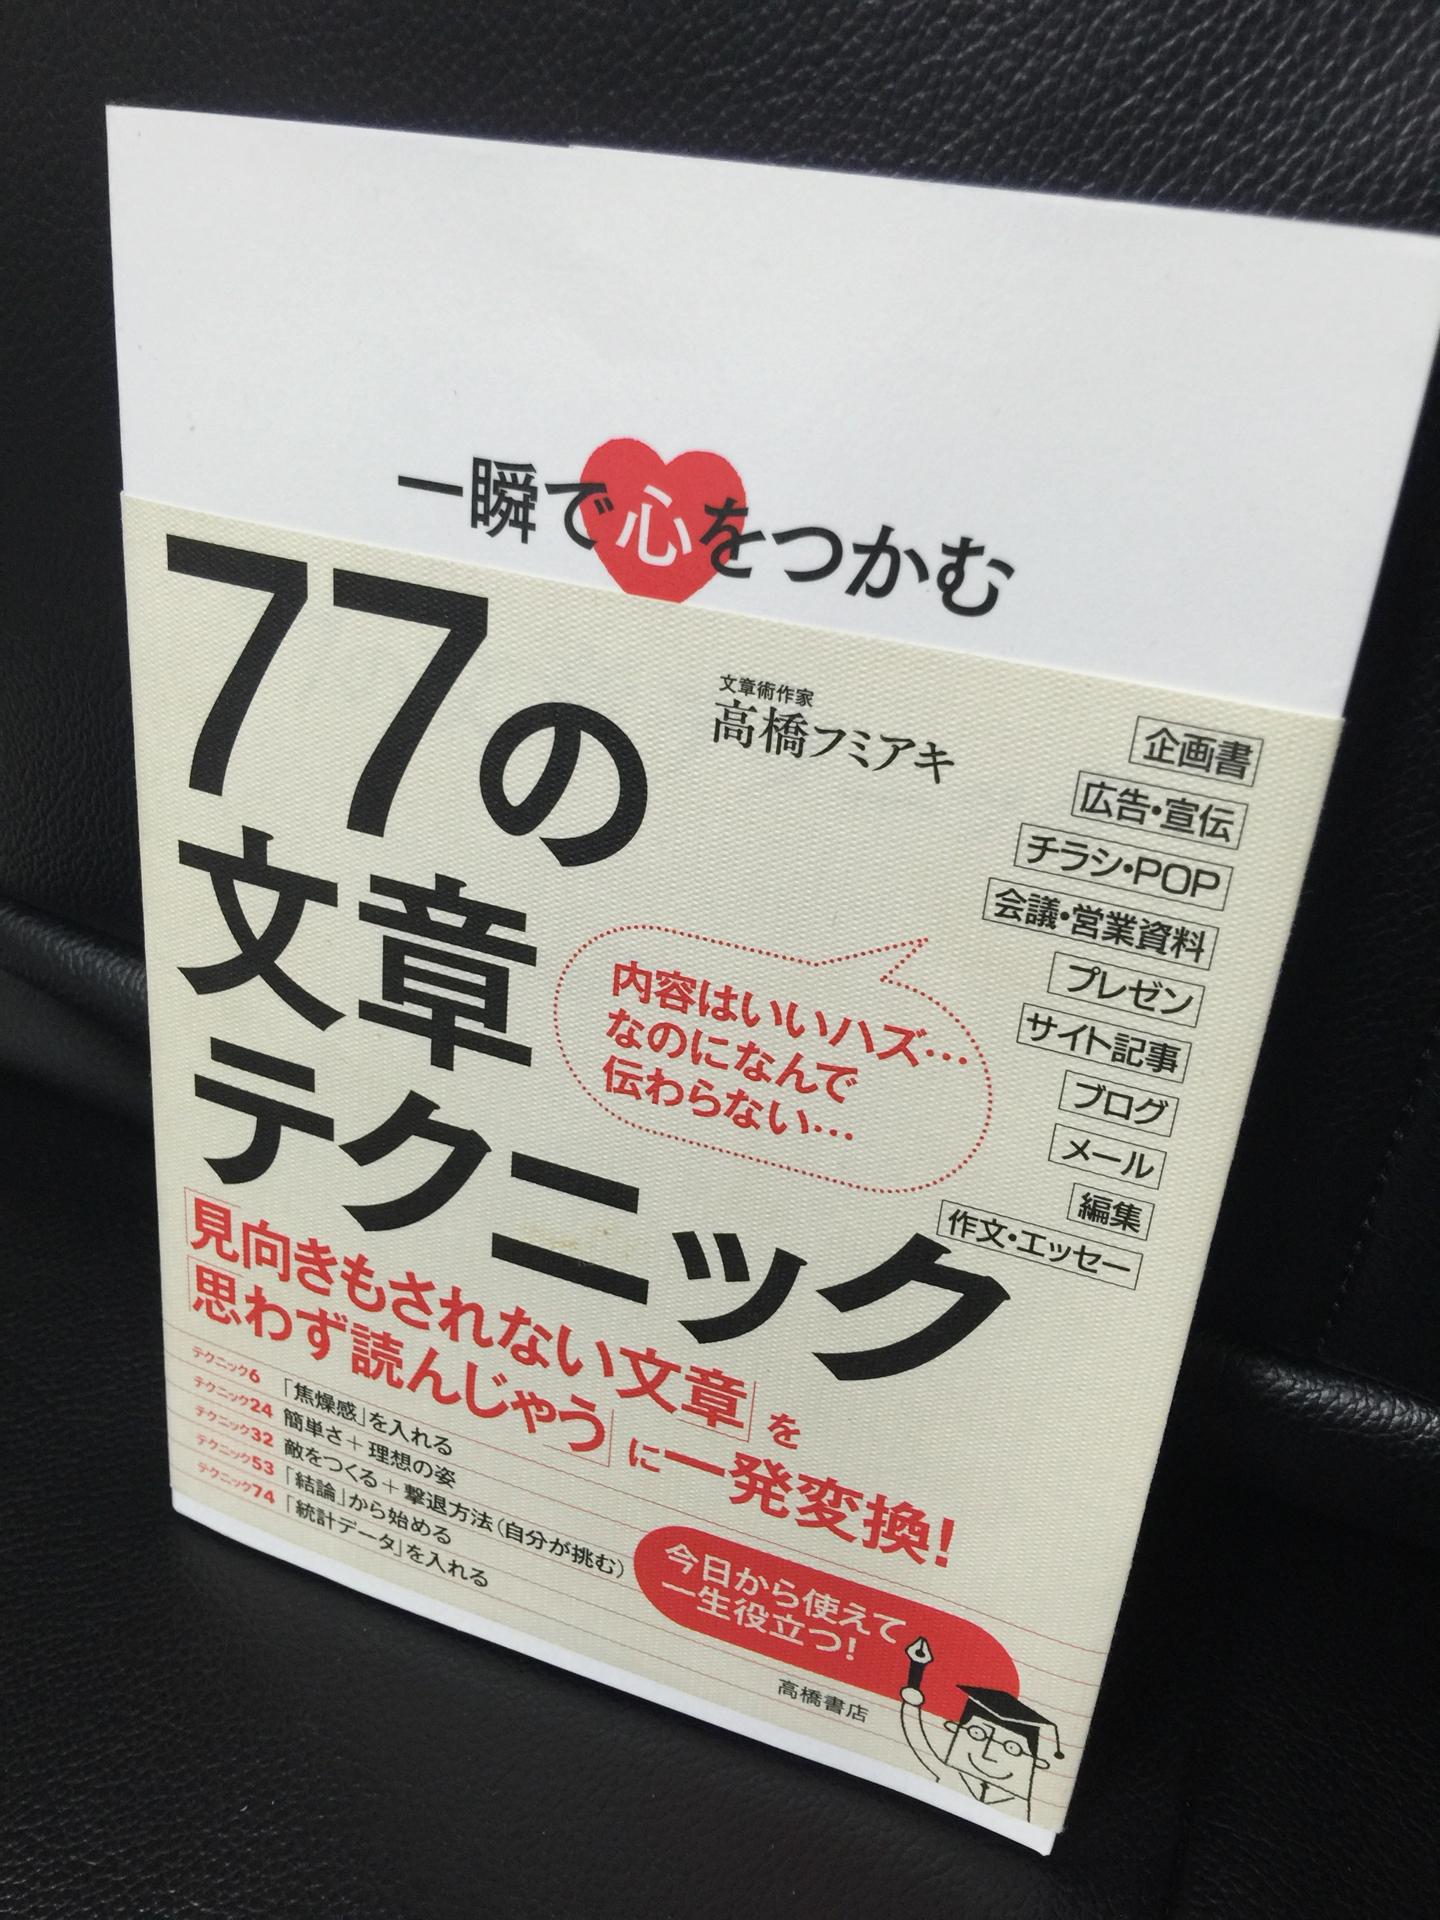 一瞬で心をつかむ
77の
文章
テクニック
文章術作家
高橋フミアキ
企画書
広告・宣伝
チラシ・POP
会議・営業資料
プレゼン
サイト記事
ブログ
メール
編集
作文・エッセー
内容はいいハズ…
なのになんで
伝わらない…
「見向きもされない文章」を
「思わず読んじゃう」に一発変換!
テクニック6 「焦燥感」を入れる
テクニック24 簡単さ+理想の姿
テクニック32 敵をつくる+撃退方法(自分が挑む)
テクニック53 「結論」から始める
テクニック74 「統計データ」を入れる
今日から使えて
一生役立つ!
高橋書店